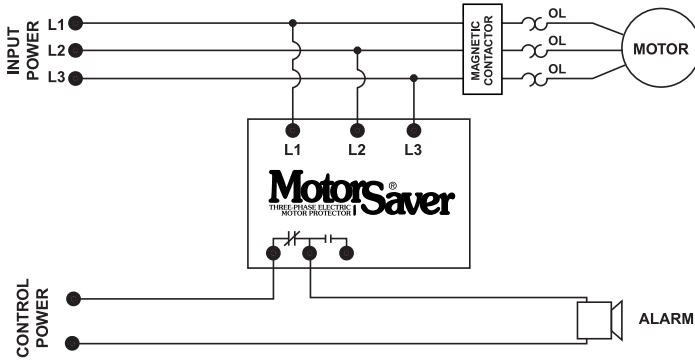 INPUT
POWER
L1
L2
L3
MAGNETIC
CONTACTOR
OL
OL
OL
MOTOR
L1
L2
L3
MotorSaver®
THREE-PHASE ELECTRIC
MOTOR PROTECTOR
CONTROL
POWER
ALARM